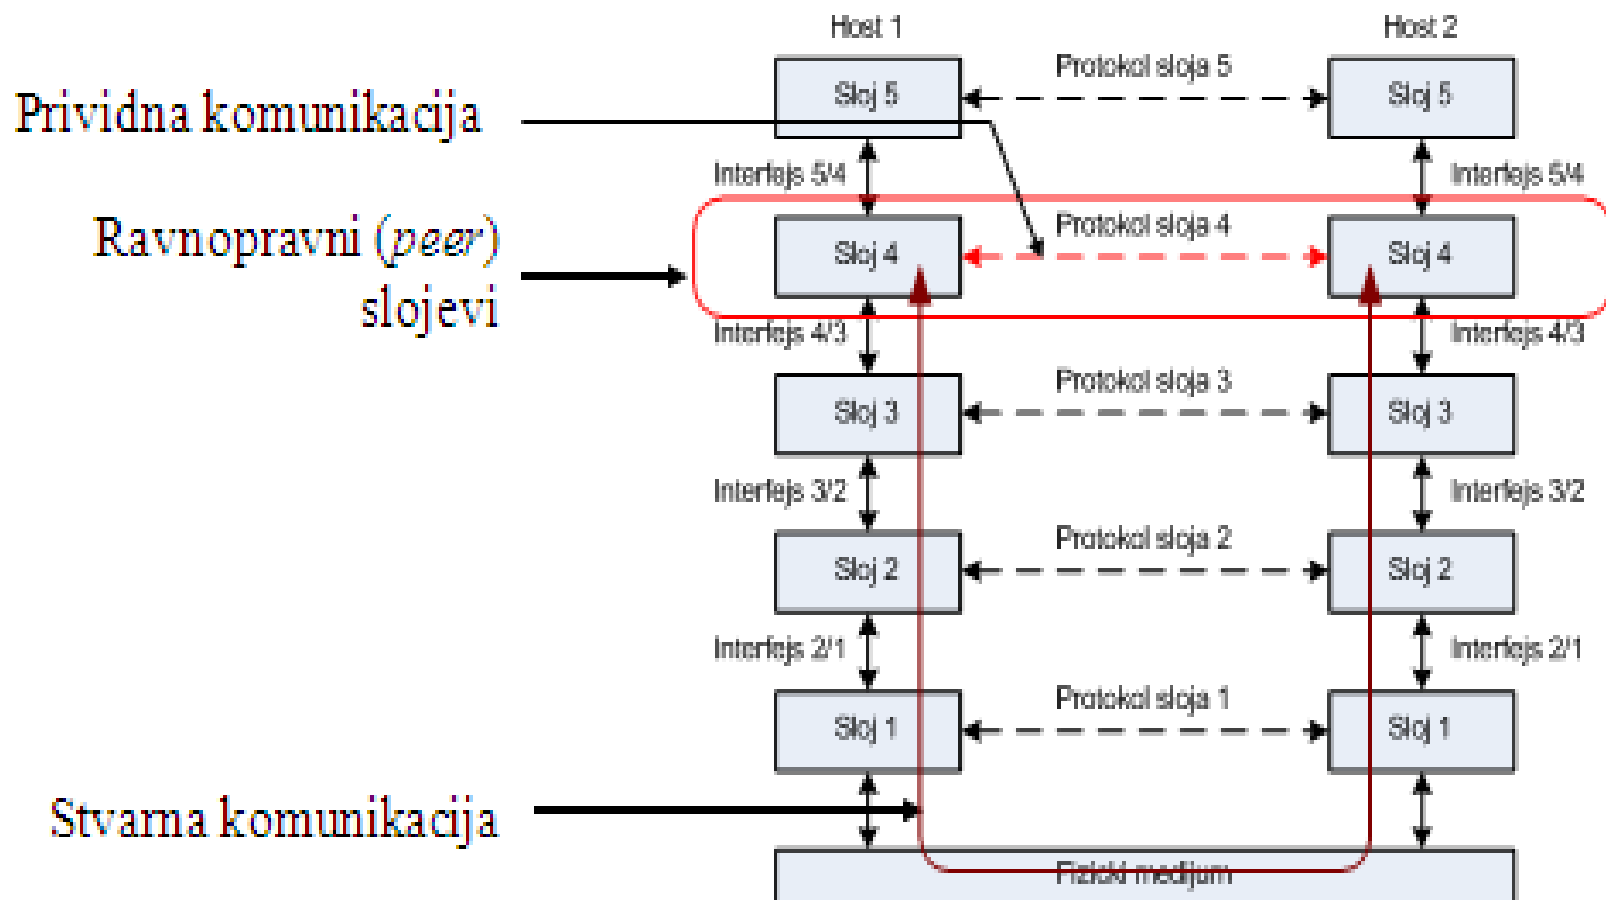 Host 1
Host 2
Protokol sloja 5
Sloj 5
Sloj 5
Prividna komunikacija
Interfejs 5/4
Interfejs 5/4
Ravnopravni (peer)
slojevi
Protokol sloja 4
Sloj 4
Sloj 4
Interfejs 4/3
Interfejs 4/3
Protokol sloja 3
Sloj 3
Sloj 3
Interfejs 3/2
Interfejs 3/2
Protokol sloja 2
Sloj 2
Sloj 2
Interfejs 2/1
Interfejs 2/1
Protokol sloja 1
Sloj 1
Sloj 1
Stvarna komunikacija
Fizicki medijum